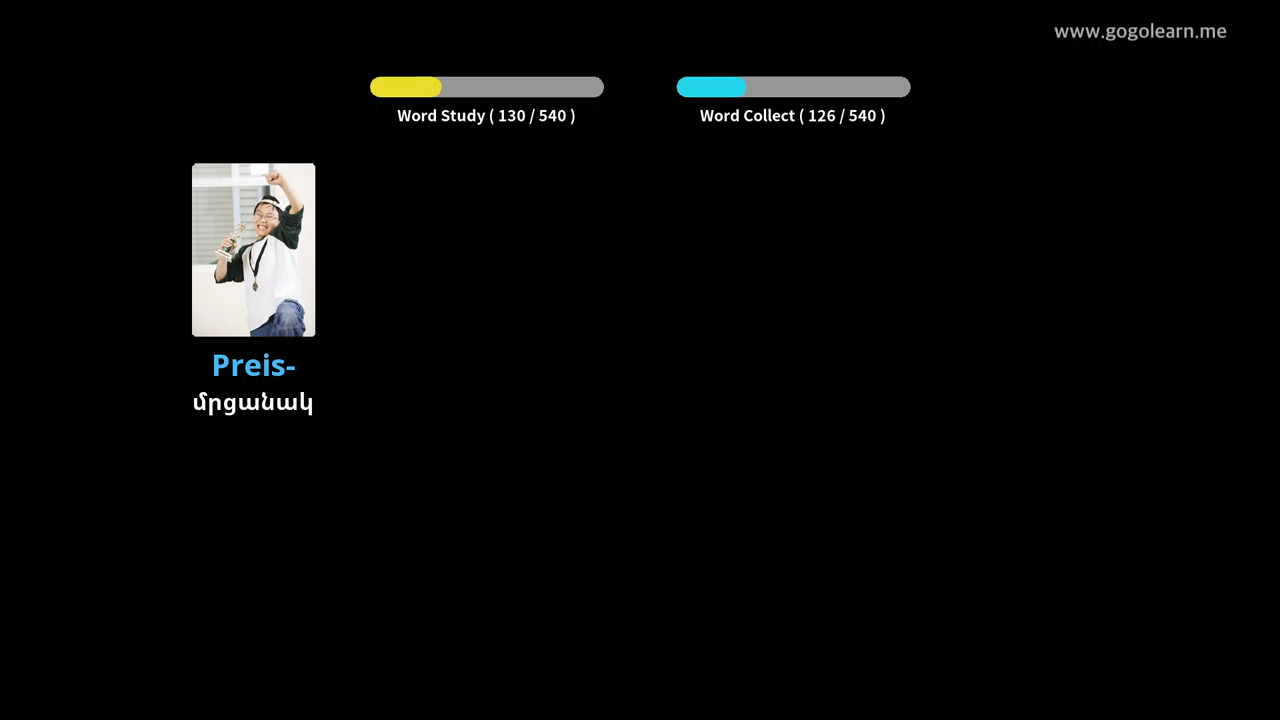 www.gogolearn.me
Word Study ( 130 / 540 )
Word Collect ( 126 / 540 )
Preis-
մրցանակ